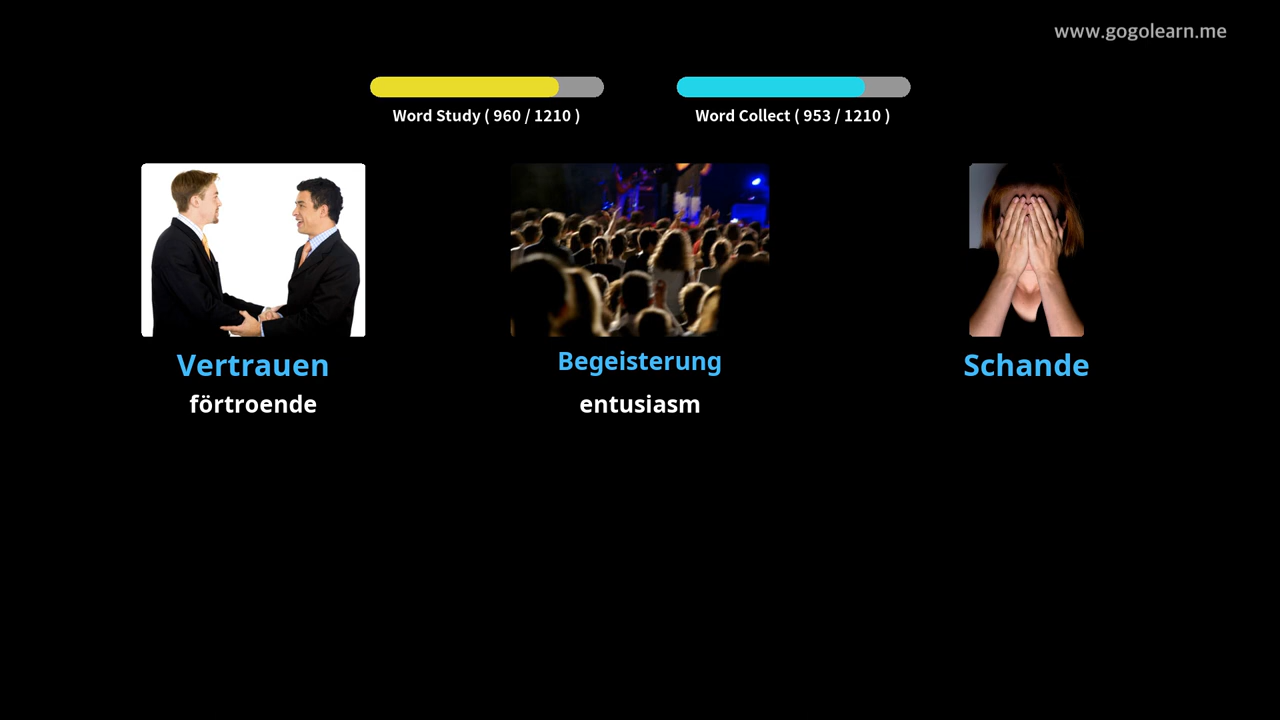 www.gogolearn.me
Word Study ( 960 / 1210 )
Word Collect ( 953 / 1210 )
Vertrauen
förtroende
Begeisterung
entusiasm
Schande